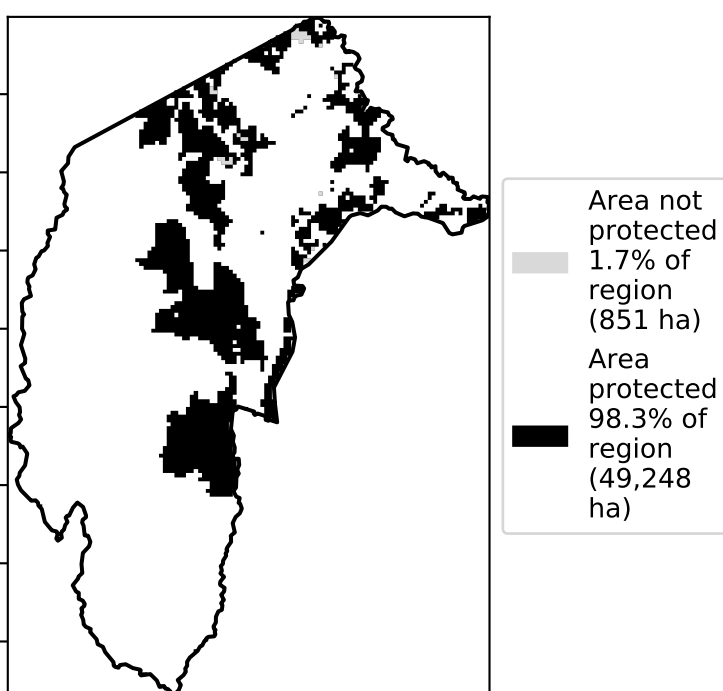 Area not
protected
1.7% of
region
(851 ha)
Area
protected
98.3% of
region
(49,248
ha)